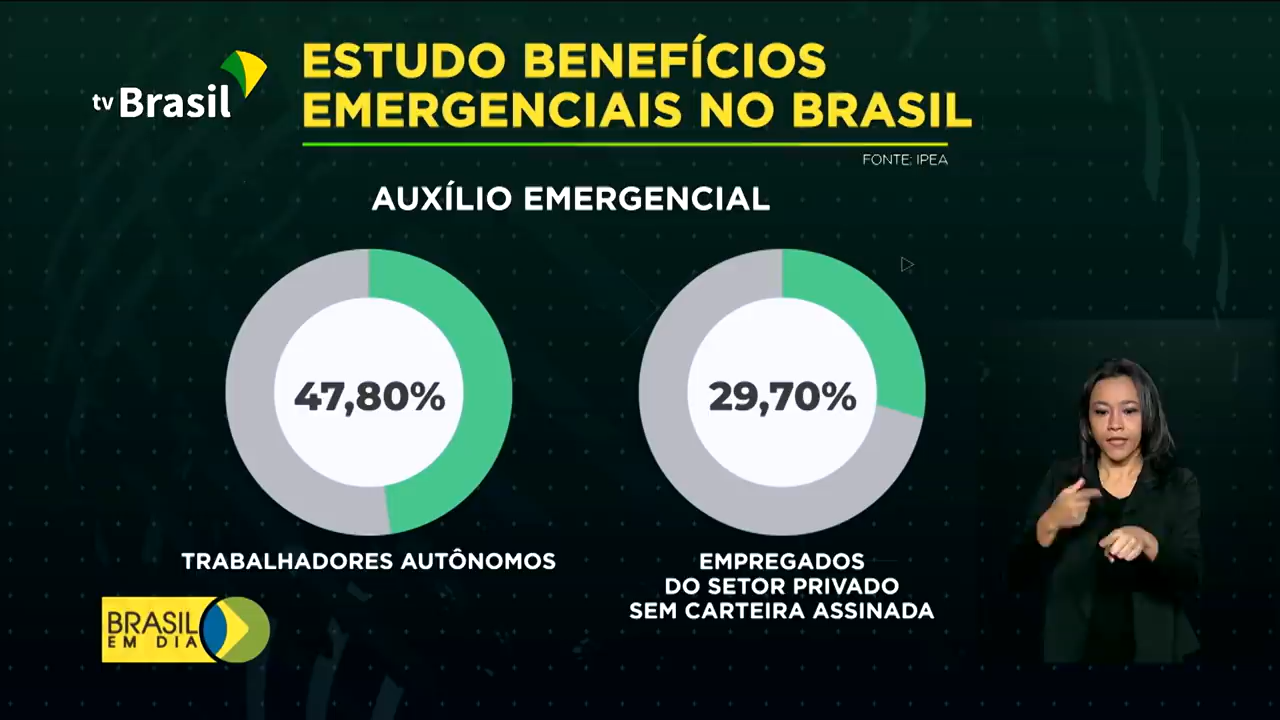 tv Brasil
ESTUDO BENEFÍCIOS
EMERGENCIAIS NO BRASIL
FONTE: IPEA
AUXÍLIO EMERGENCIAL
47,80%
29,70%
TRABALHADORES AUTÔNOMOS
EMPREGADOS
DO SETOR PRIVADO
SEM CARTEIRA ASSINADA
BRASIL
EM DIA